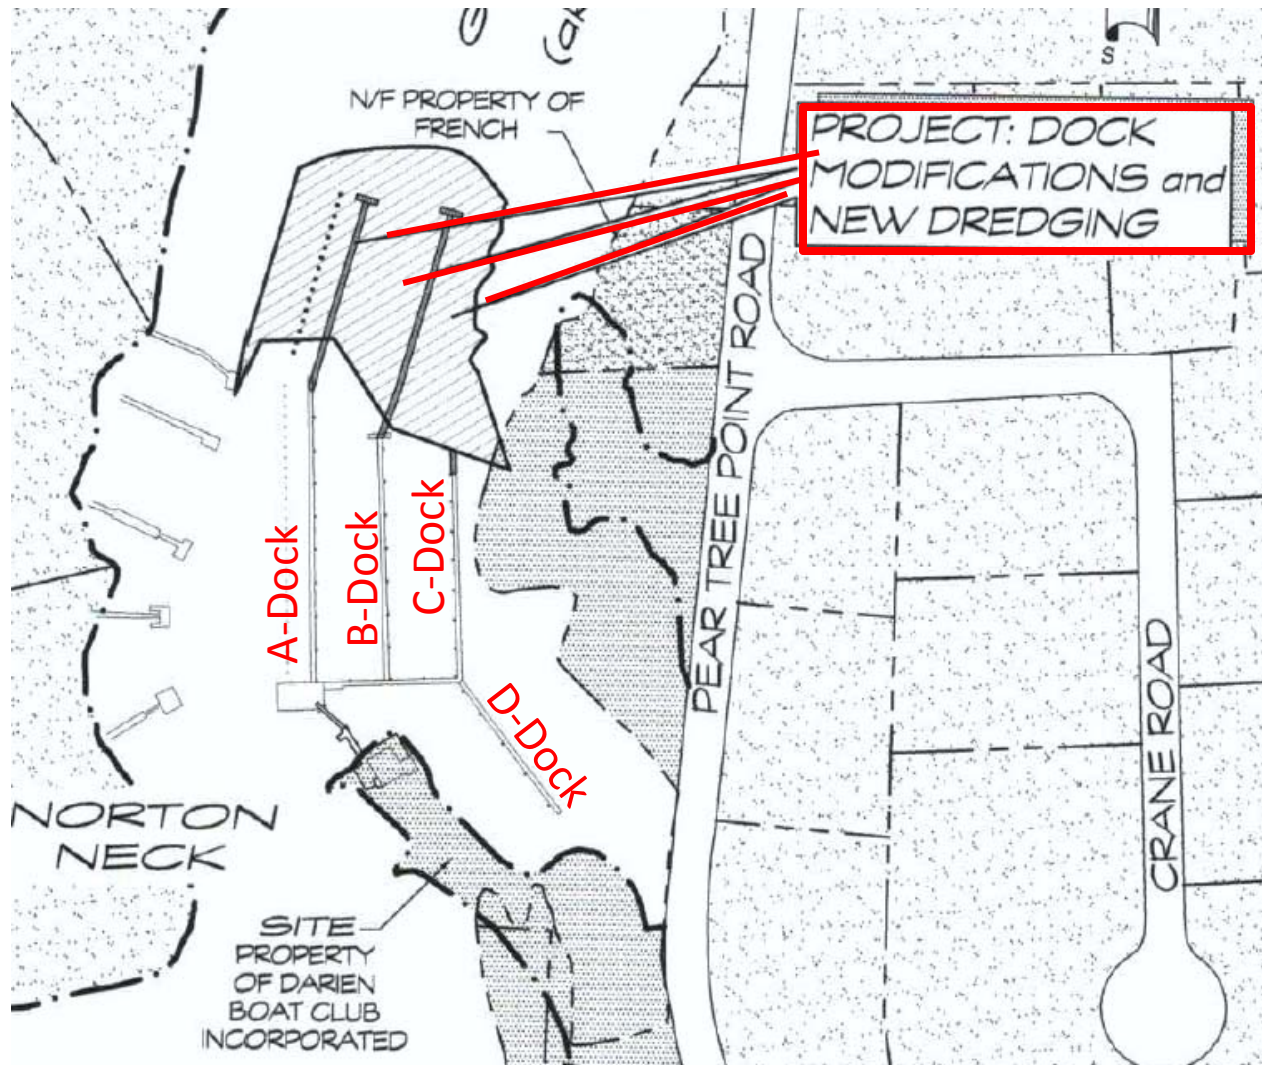 S
N/F PROPERTY OF
FRENCH
PROJECT: DOCK
MODIFICATIONS and
NEW DREDGING
A-Dock
B-Dock
C-Dock
D-Dock
PEAR TREE POINT ROAD
CRANE ROAD
NORTON
NECK
SITE
PROPERTY
OF DARIEN
BOAT CLUB
INCORPORATED